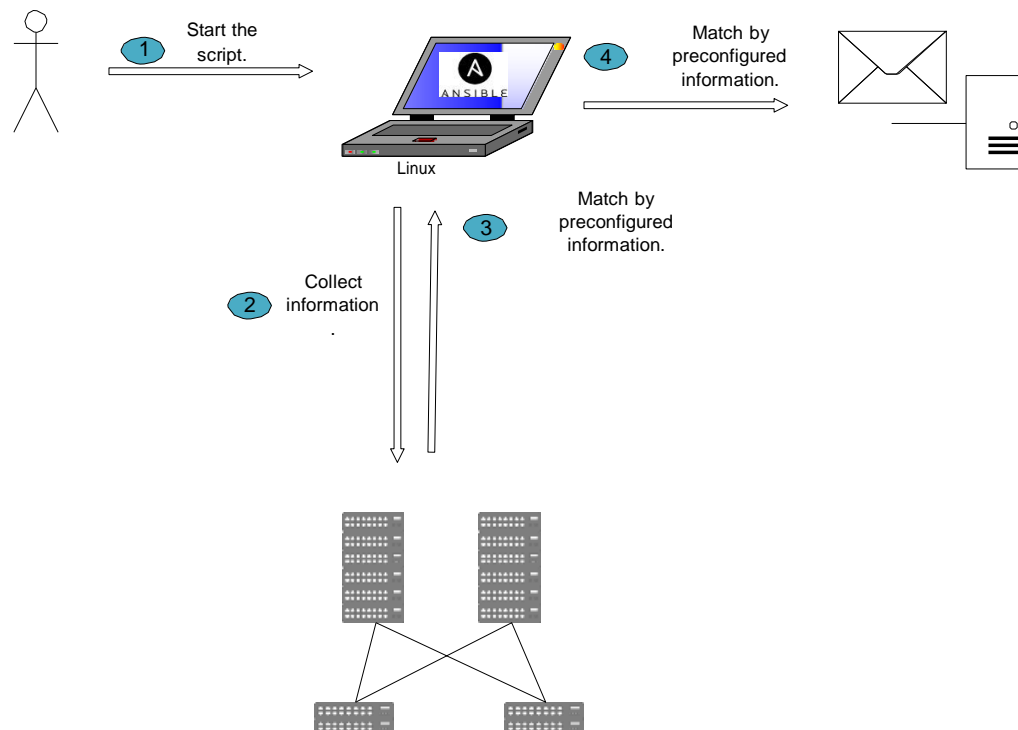 1
Start the
script.
ANSIBLE
Linux
4
Match by
preconfigured
information.
2
Collect
information
.
3
Match by
preconfigured
information.